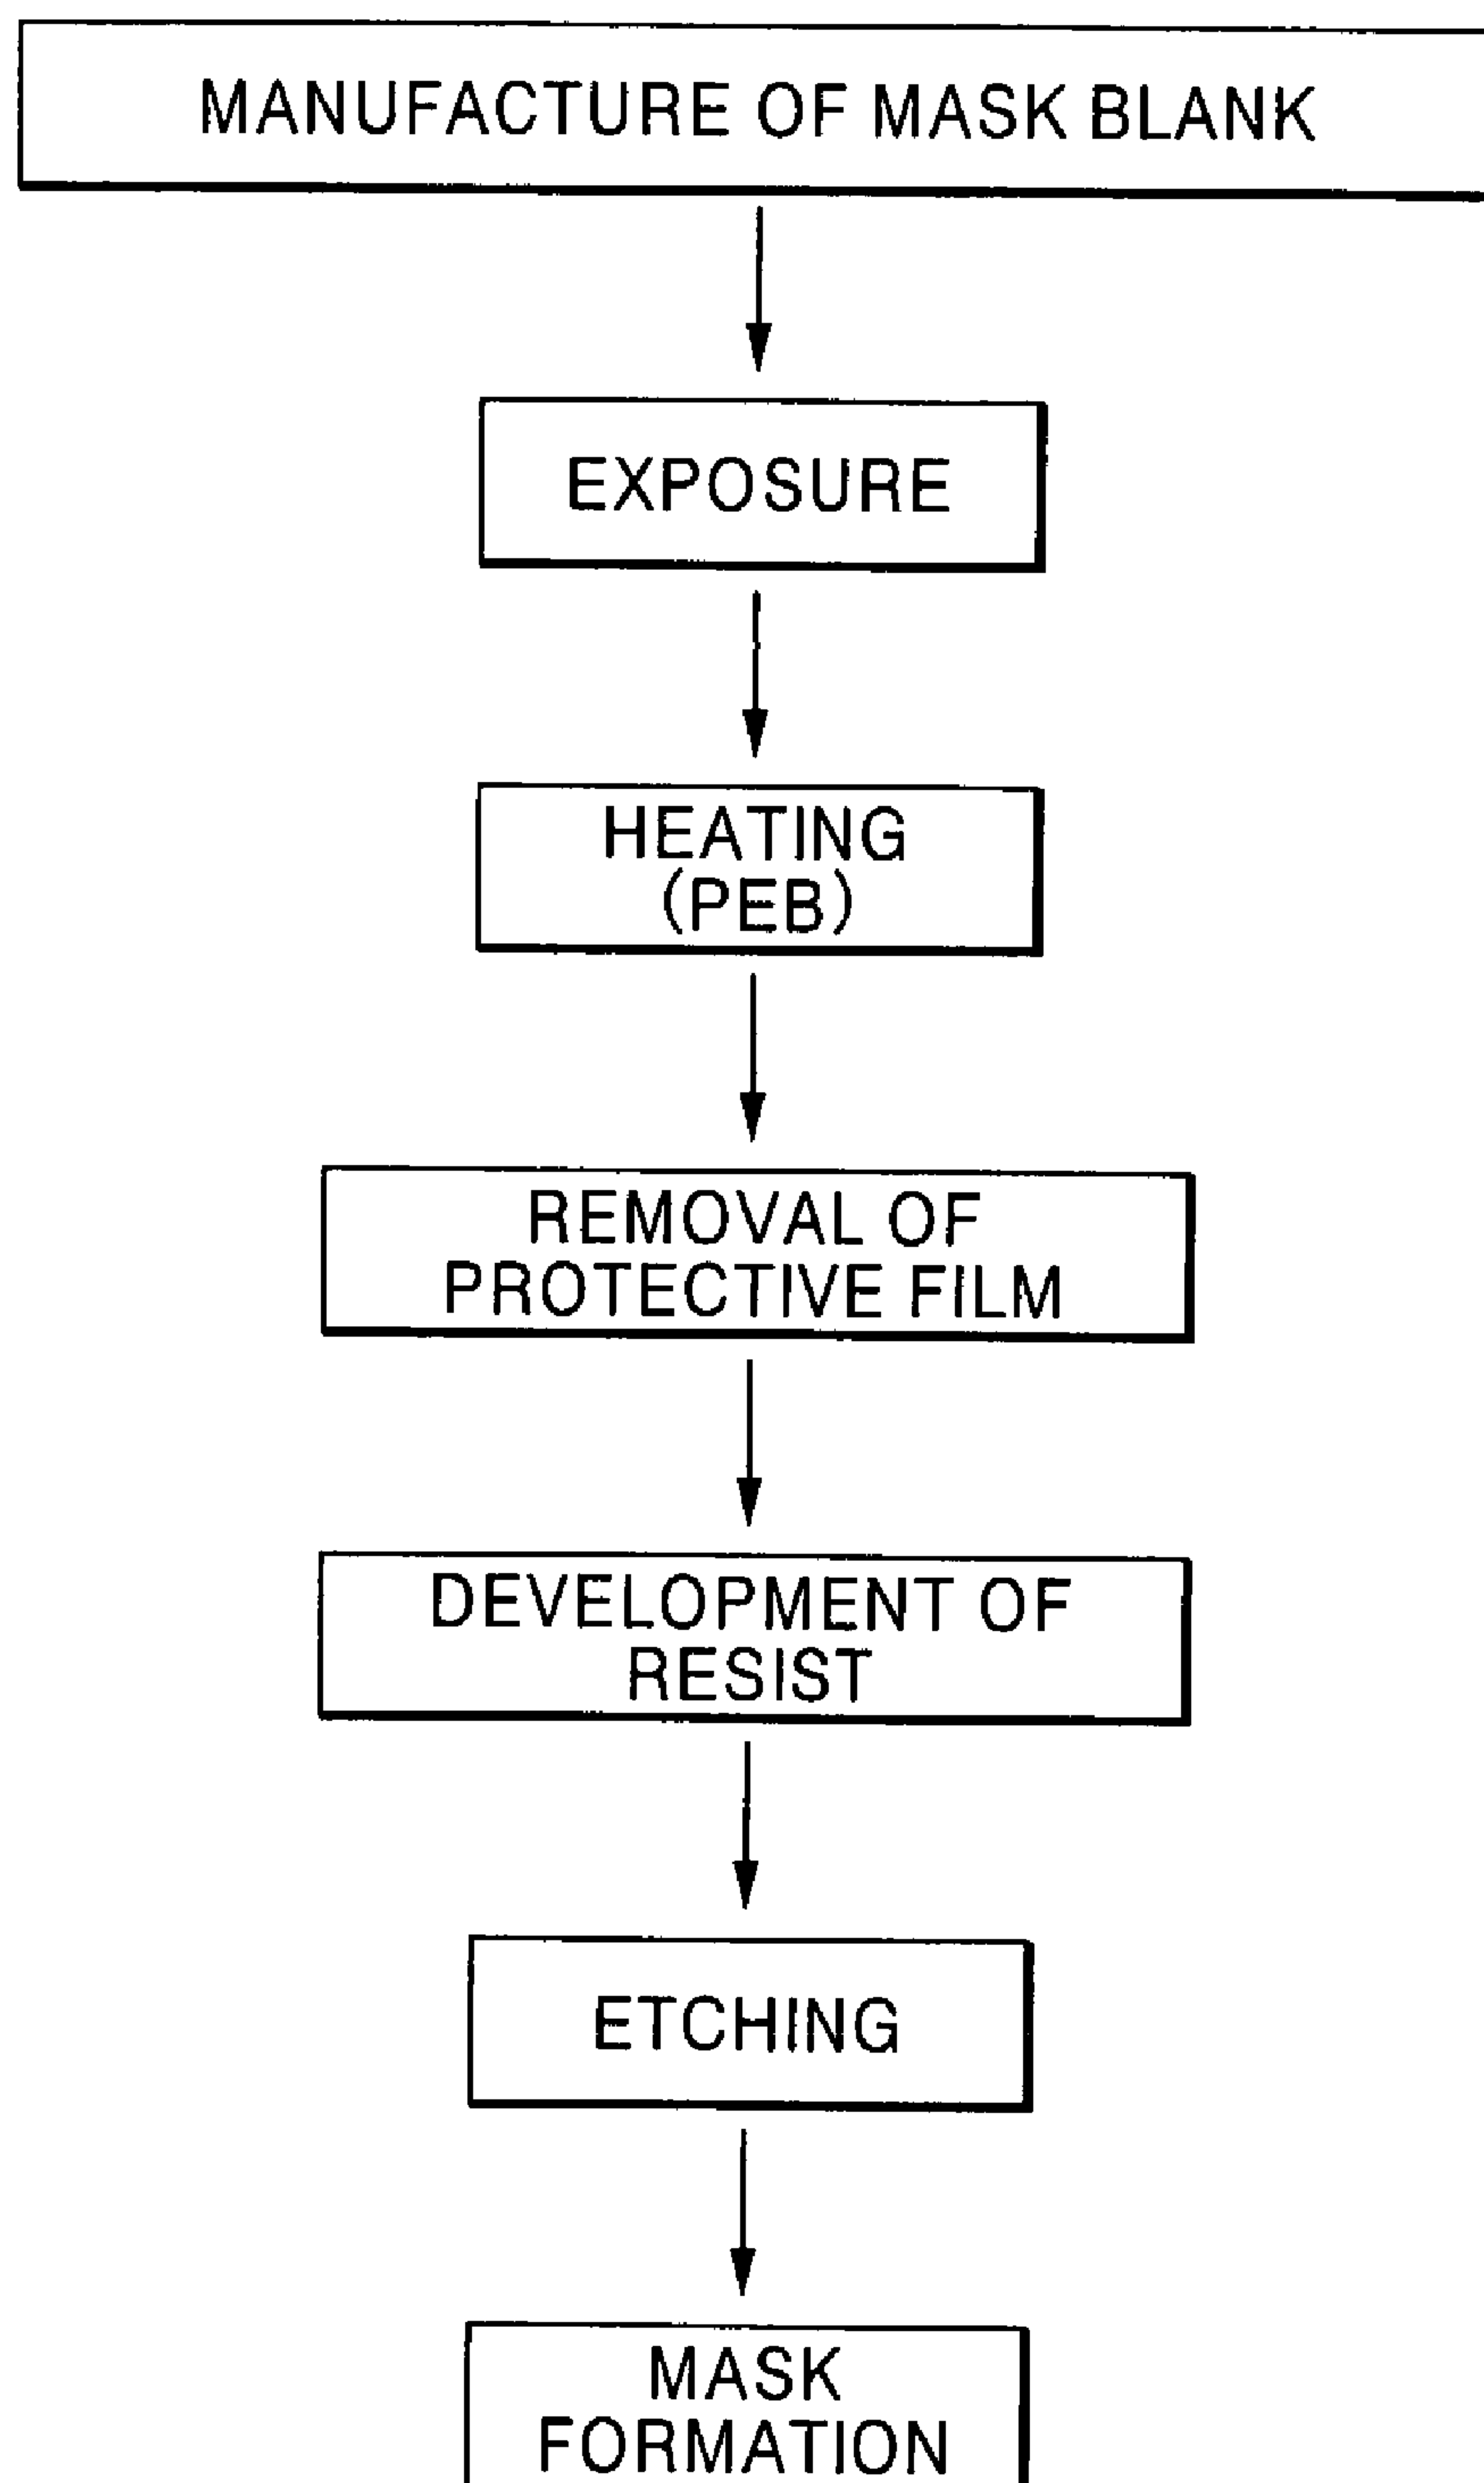 MANUFACTURE OF MASK BLANK
EXPOSURE
HEATING
(PEB)
REMOVAL OF
PROTECTIVE FILM
DEVELOPMENT OF
RESIST
ETCHING
MASK
FORMATION